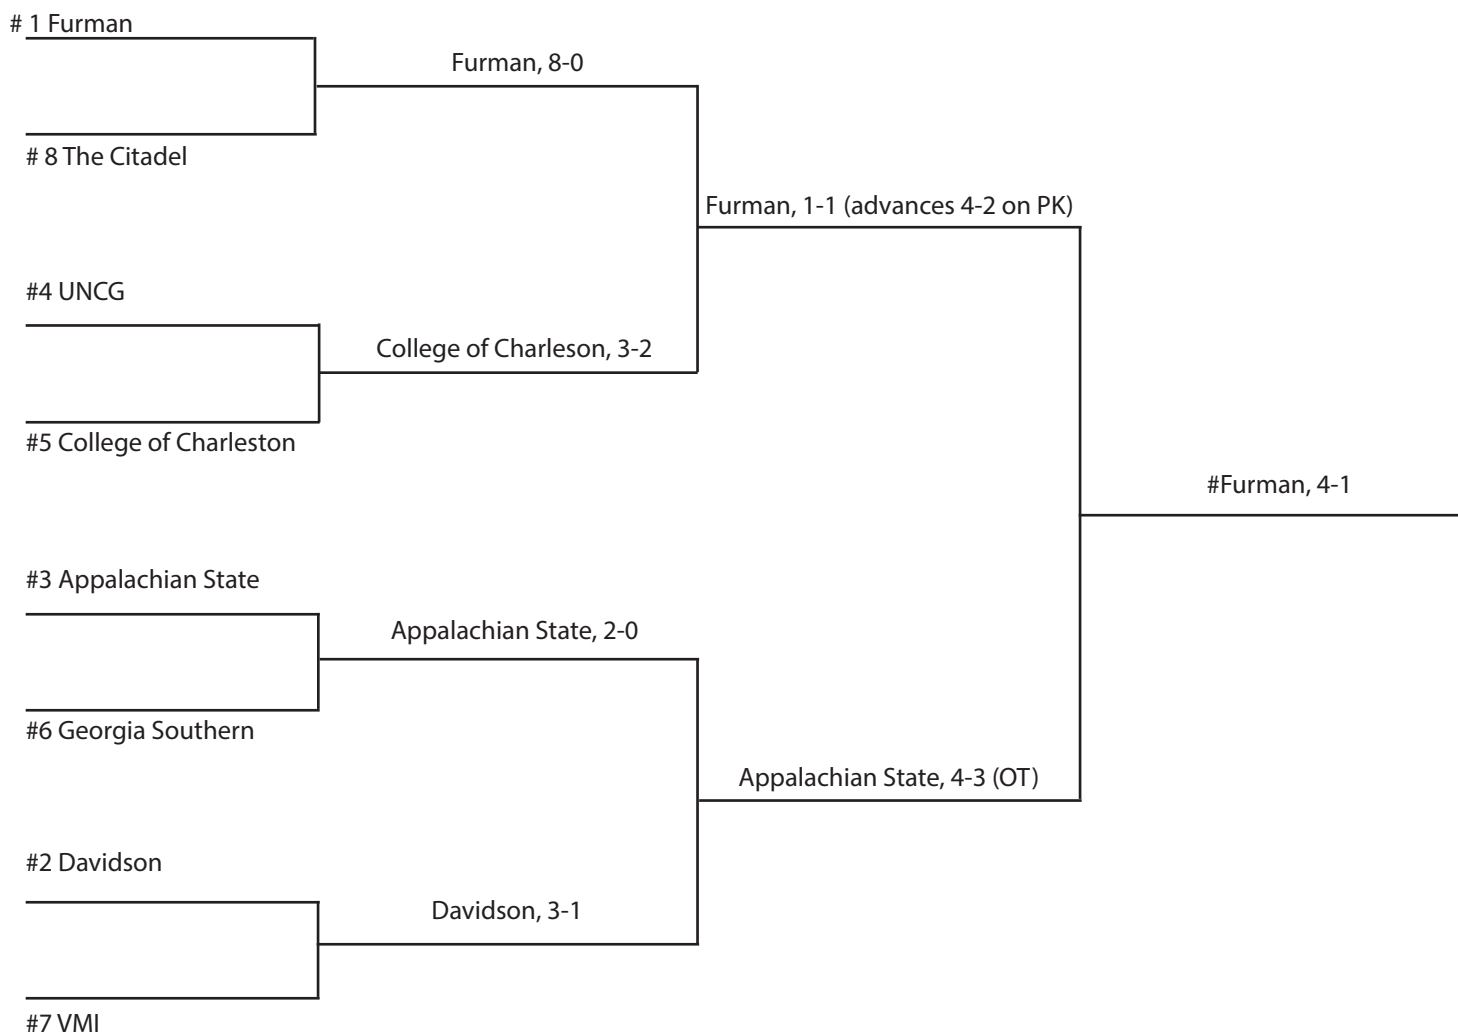 # 1 Furman
Furman, 8-0
# 8 The Citadel
Furman, 1-1 (advances 4-2 on PK)
#4 UNCG
College of Charleson, 3-2
#5 College of Charleston
#Furman, 4-1
#3 Appalachian State
Appalachian State, 2-0
#6 Georgia Southern
Appalachian State, 4-3 (OT)
#2 Davidson
Davidson, 3-1
#7 VMI